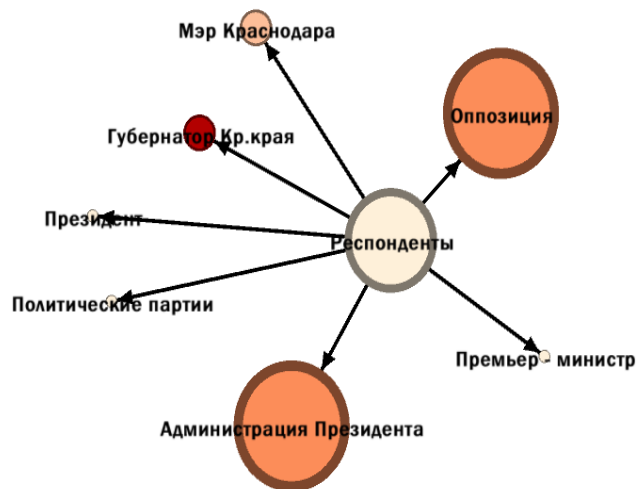 Мэр Краснодара
Оппозиция
Губернатор Кр.края
Президент
Респонденты
Политические партии
Премьер - министр
Администрация Президента